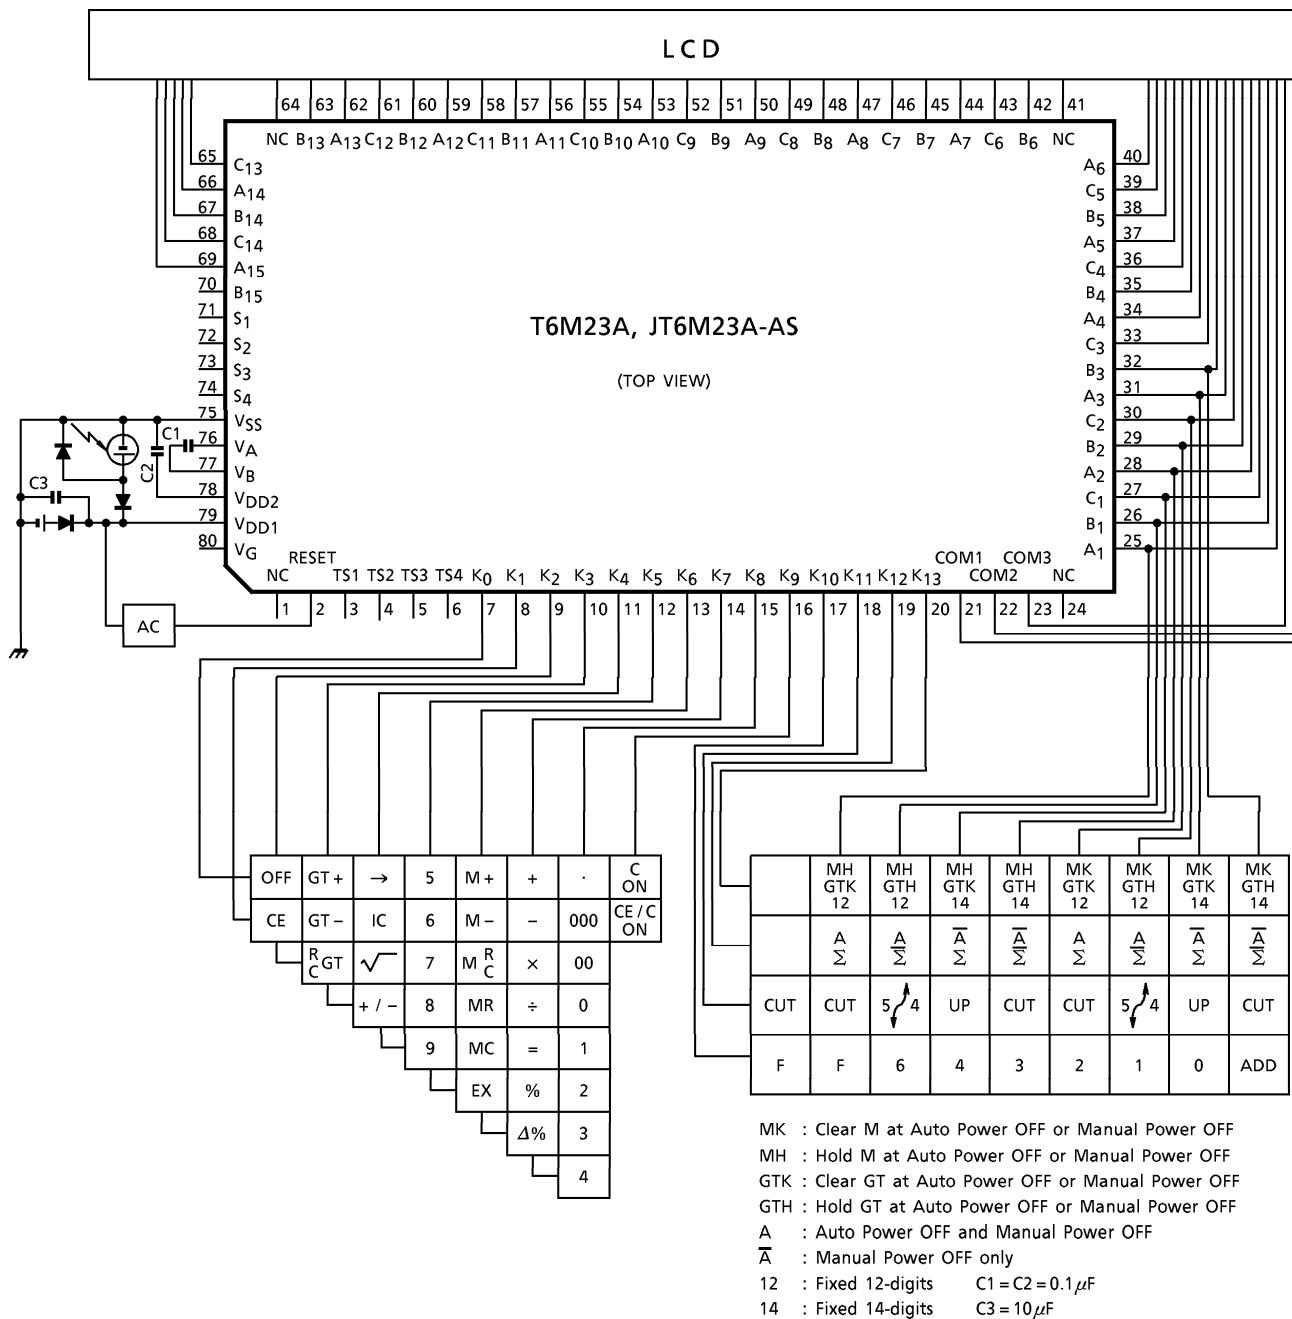 LCD
64 63 62 61 60 59 58 57 56 55 54 53 52 51 50 49 48 47 46 45 44 43 42 41
NC B13 A13 C12 B12 A12 C11 B11 A11 C10 B10 A10 C9 B9 A9 C8 B8 A8 C7 B7 A7 C6 B6 NC
65 C13 A6 40
66 A14 C5 39
67 B14 B5 38
68 C14 A5 37
69 A15 C4 36
70 B15 B4 35
71 S1 A4 34
72 S2 C3 33
73 S3 B3 32
74 S4 A3 31
75 VSS C2 30
76 VA B2 29
77 VB A2 28
78 VDD2 C1 27
79 VDD1 B1 26
80 VG A1 25
T6M23A, JT6M23A-AS
(TOP VIEW)
C1
C2
C3
RESET COM1 COM3
NC TS1 TS2 TS3 TS4 K0 K1 K2 K3 K4 K5 K6 K7 K8 K9 K10 K11 K12 K13 COM2 NC
1 2 3 4 5 6 7 8 9 10 11 12 13 14 15 16 17 18 19 20 21 22 23 24
AC
OFF GT+ → 5 M+ + · C ON
CE GT− IC 6 M− − 000 CE/C ON
R C GT √ 7 M R C × 00
+/− 8 MR ÷ 0
9 MC = 1
EX % 2
Δ% 3
4
MH MH MH MH MK MK MK MK
GTK GTH GTK GTH GTK GTH GTK GTH
12 12 14 14 12 12 14 14
A A̅ A̅ A̅ A A̅ A̅ A̅
Σ Σ̅ Σ Σ̅ Σ Σ̅ Σ Σ̅
CUT CUT 5 4 UP CUT CUT 5 4 UP CUT
F F 6 4 3 2 1 0 ADD
MK : Clear M at Auto Power OFF or Manual Power OFF
MH : Hold M at Auto Power OFF or Manual Power OFF
GTK : Clear GT at Auto Power OFF or Manual Power OFF
GTH : Hold GT at Auto Power OFF or Manual Power OFF
A : Auto Power OFF and Manual Power OFF
A̅ : Manual Power OFF only
12 : Fixed 12-digits C1 = C2 = 0.1 μF
14 : Fixed 14-digits C3 = 10 μF